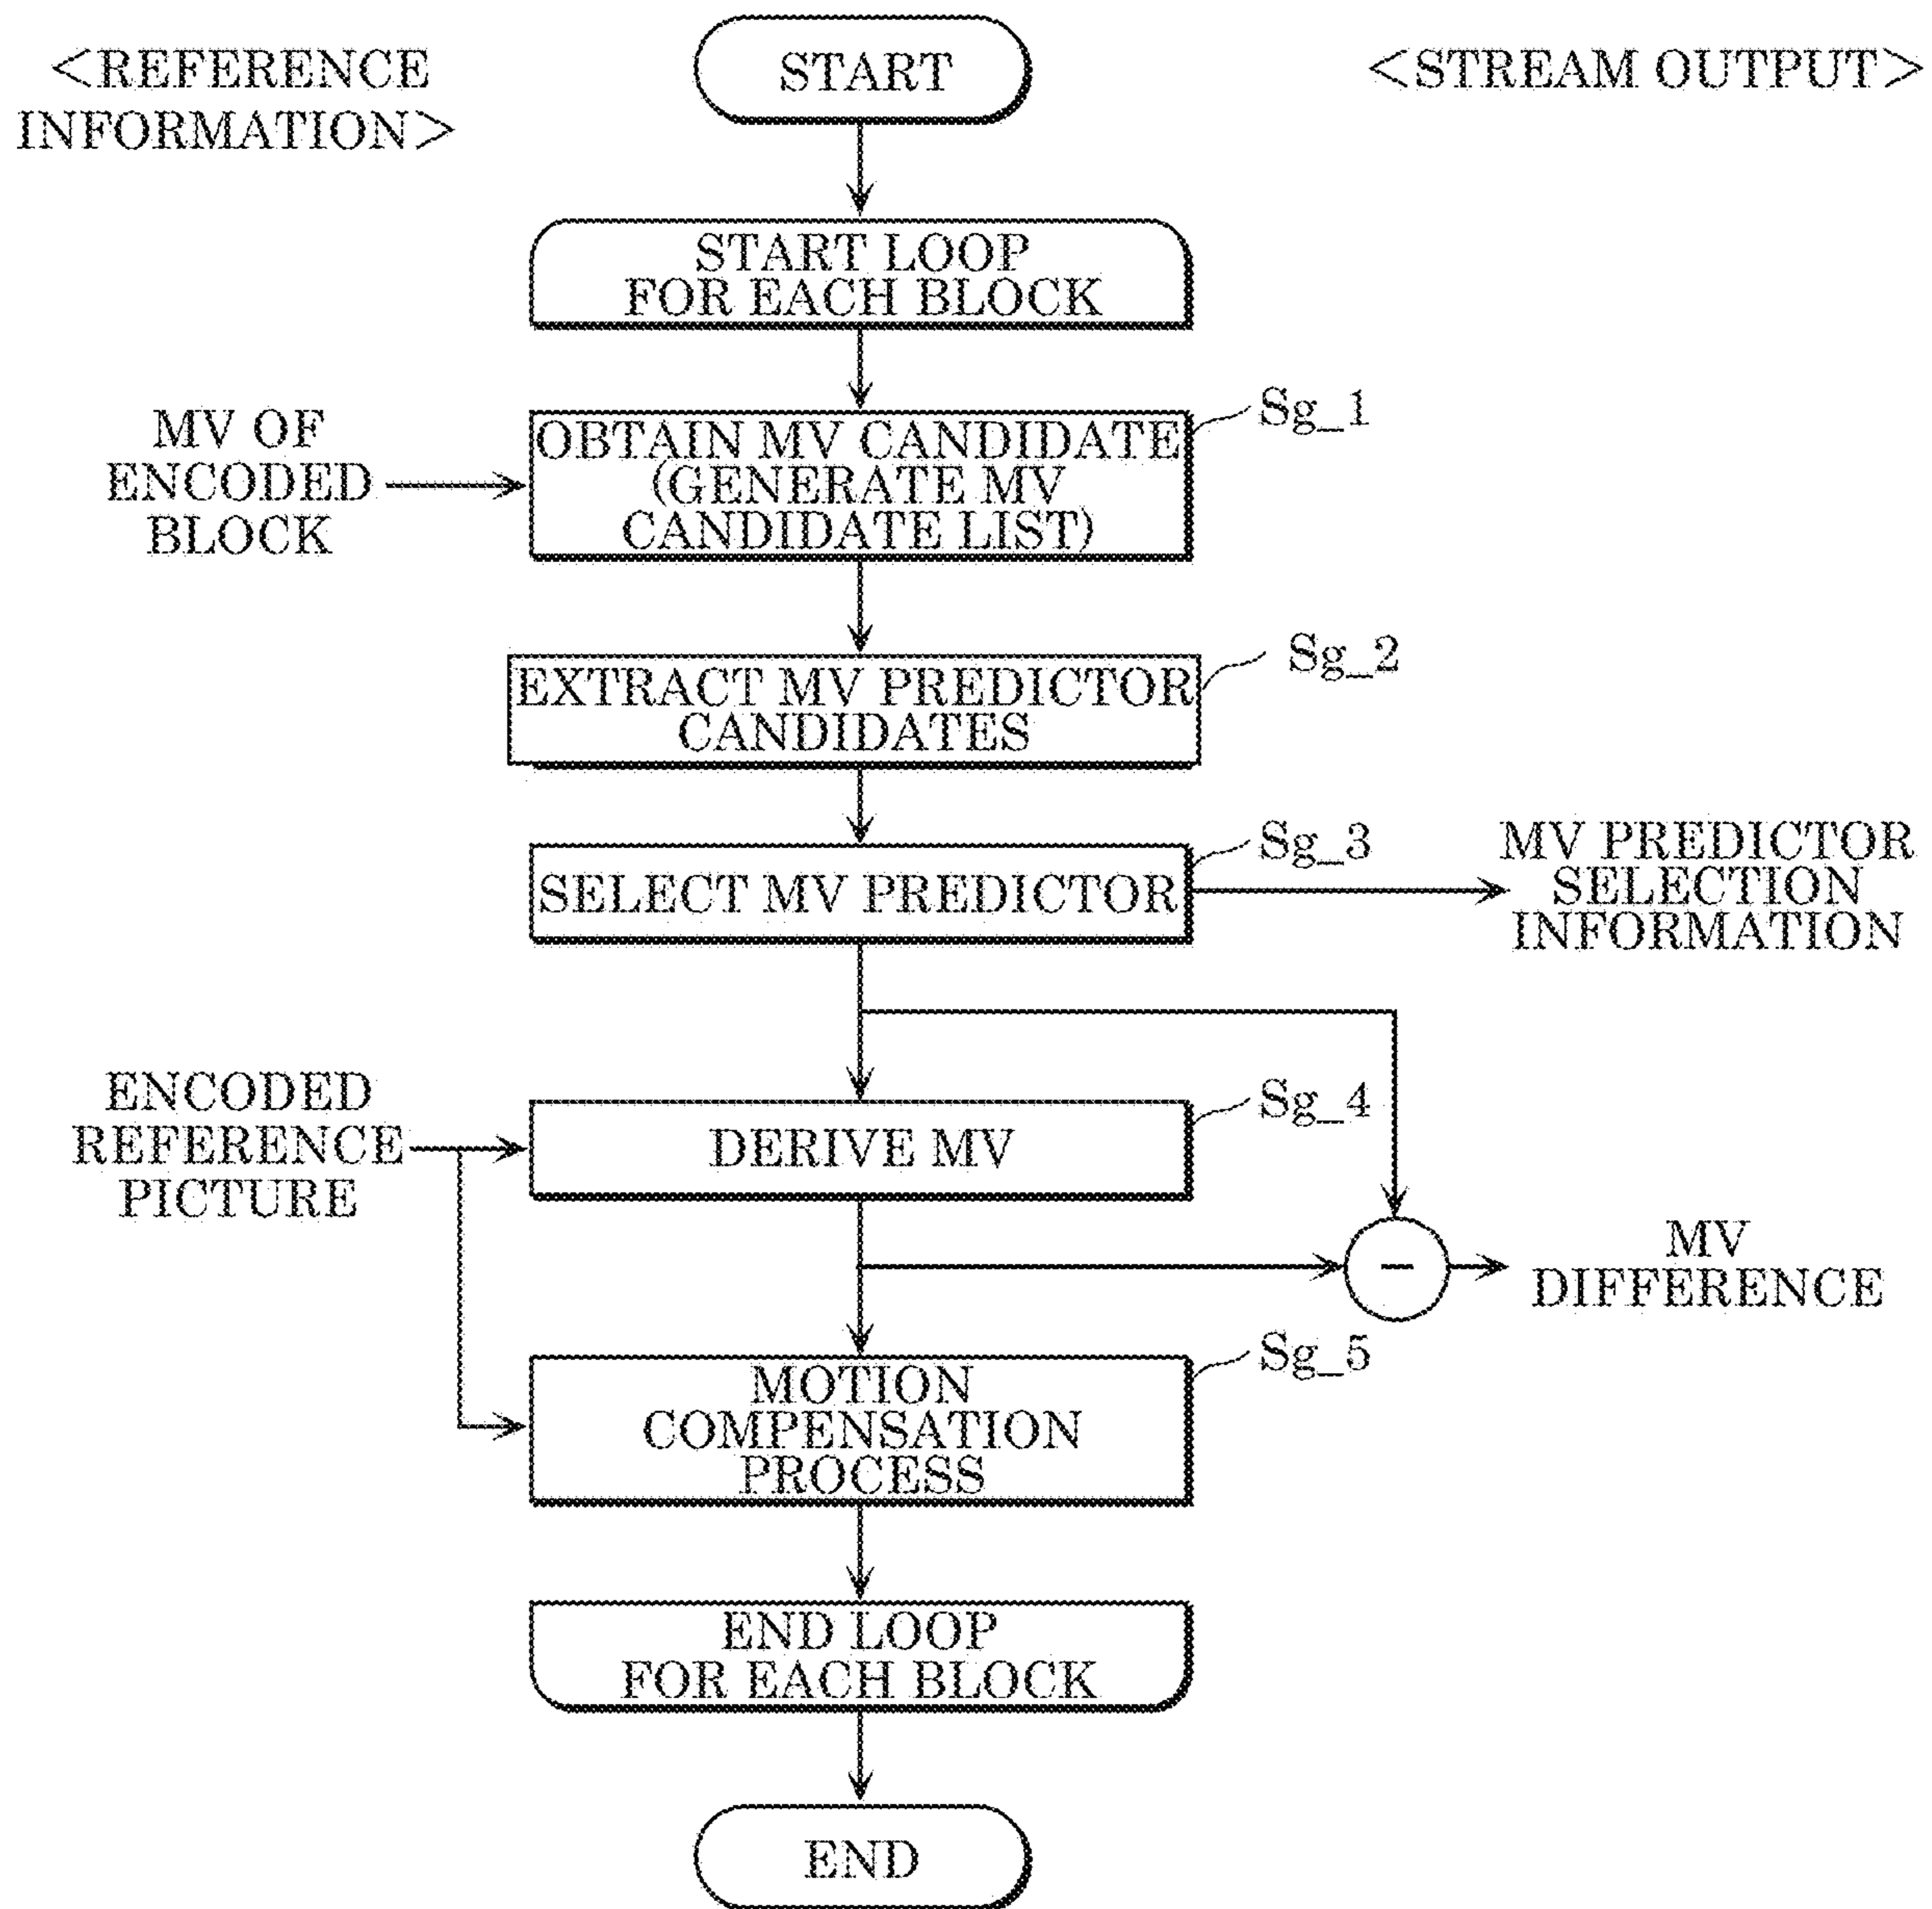 <REFERENCE
INFORMATION>
START
<STREAM OUTPUT>
START LOOP
FOR EACH BLOCK
MV OF
ENCODED
BLOCK
OBTAIN MV CANDIDATE
(GENERATE MV
CANDIDATE LIST)
Sg_1
EXTRACT MV PREDICTOR
CANDIDATES
Sg_2
SELECT MV PREDICTOR
Sg_3
MV PREDICTOR
SELECTION
INFORMATION
ENCODED
REFERENCE
PICTURE
DERIVE MV
Sg_4
−
MV
DIFFERENCE
MOTION
COMPENSATION
PROCESS
Sg_5
END LOOP
FOR EACH BLOCK
END